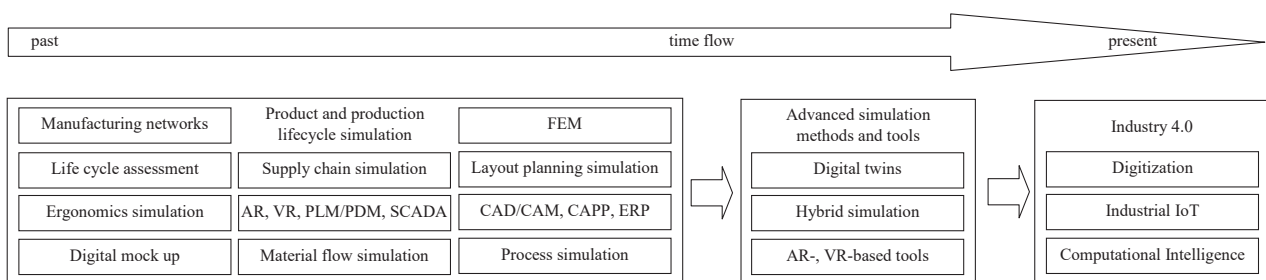 past
time flow
present
Manufacturing networks
Product and production
lifecycle simulation
FEM
Life cycle assessment
Supply chain simulation
Layout planning simulation
Ergonomics simulation
AR, VR, PLM/PDM, SCADA
CAD/CAM, CAPP, ERP
Digital mock up
Material flow simulation
Process simulation
Advanced simulation
methods and tools
Digital twins
Hybrid simulation
AR-, VR-based tools
Industry 4.0
Digitization
Industrial IoT
Computational Intelligence